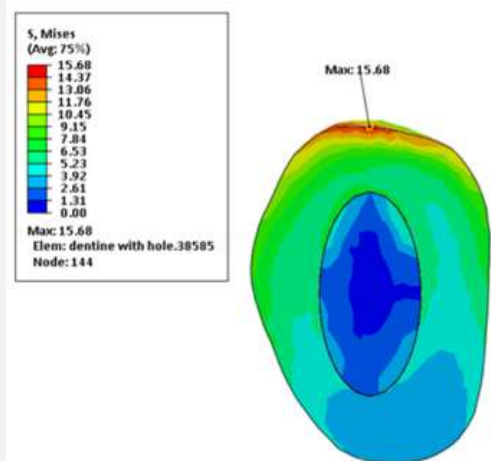 S, Mises
(Avg: 75%)
15.68
14.37
13.06
11.76
10.45
9.15
7.84
6.53
5.23
3.92
2.61
1.31
0.00
Max: 15.68
Elem: dentine with hole.38585
Node: 144
Max: 15.68